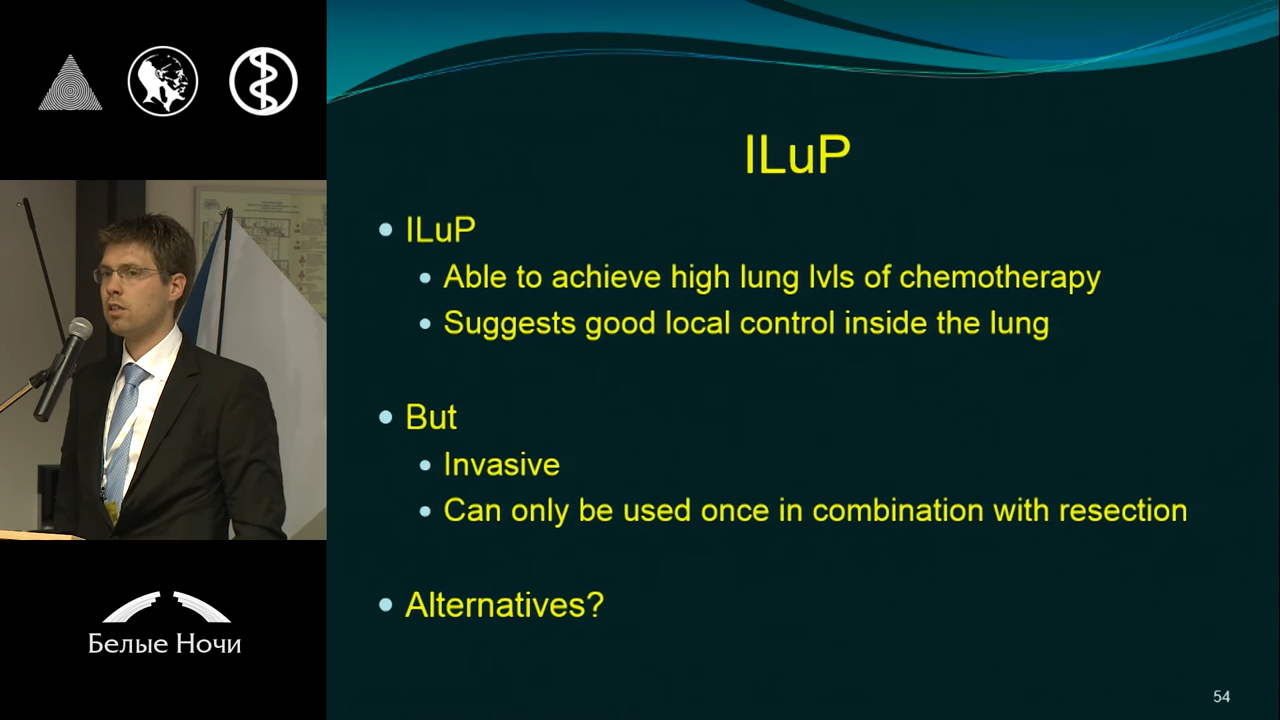 ILuP
ILuP
Able to achieve high lung lvls of chemotherapy
Suggests good local control inside the lung
But
Invasive
Can only be used once in combination with resection
Alternatives?
54
Белые Ночи